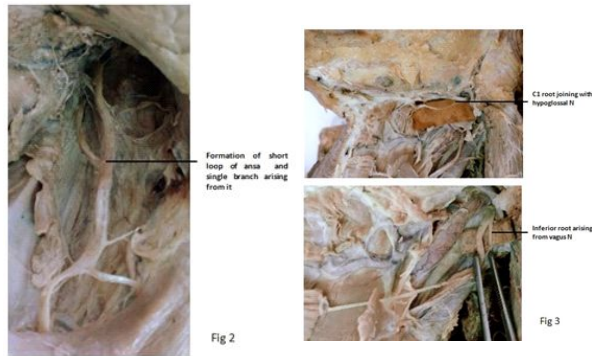 Formation of short
loop of ansa and
single branch arising
from it
Fig 2
C1 root joining with
hypoglossal N
Inferior root arising
from vagus N
Fig 3